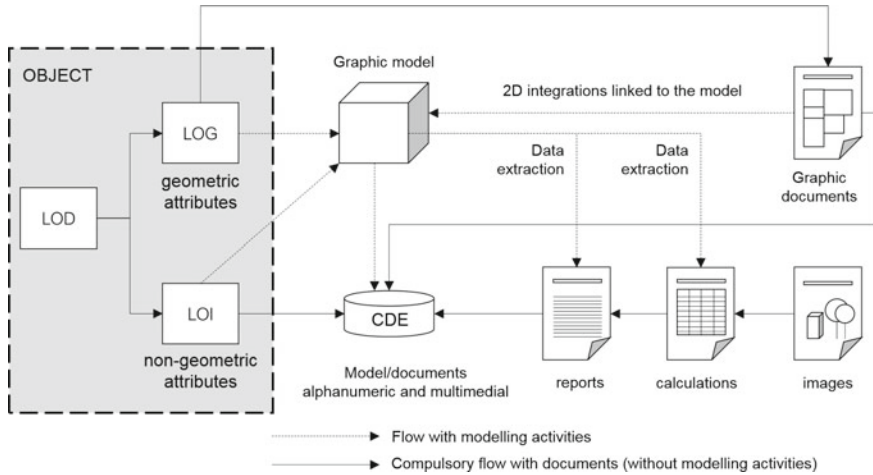 OBJECT
Graphic model
LOG
2D integrations linked to the model
geometric
attributes
Data
extraction
Data
extraction
Graphic
documents
LOD
LOI
CDE
non-geometric
attributes
Model/documents
alphanumeric and multimedial
reports
calculations
images
Flow with modelling activities
Compulsory flow with documents (without modelling activities)